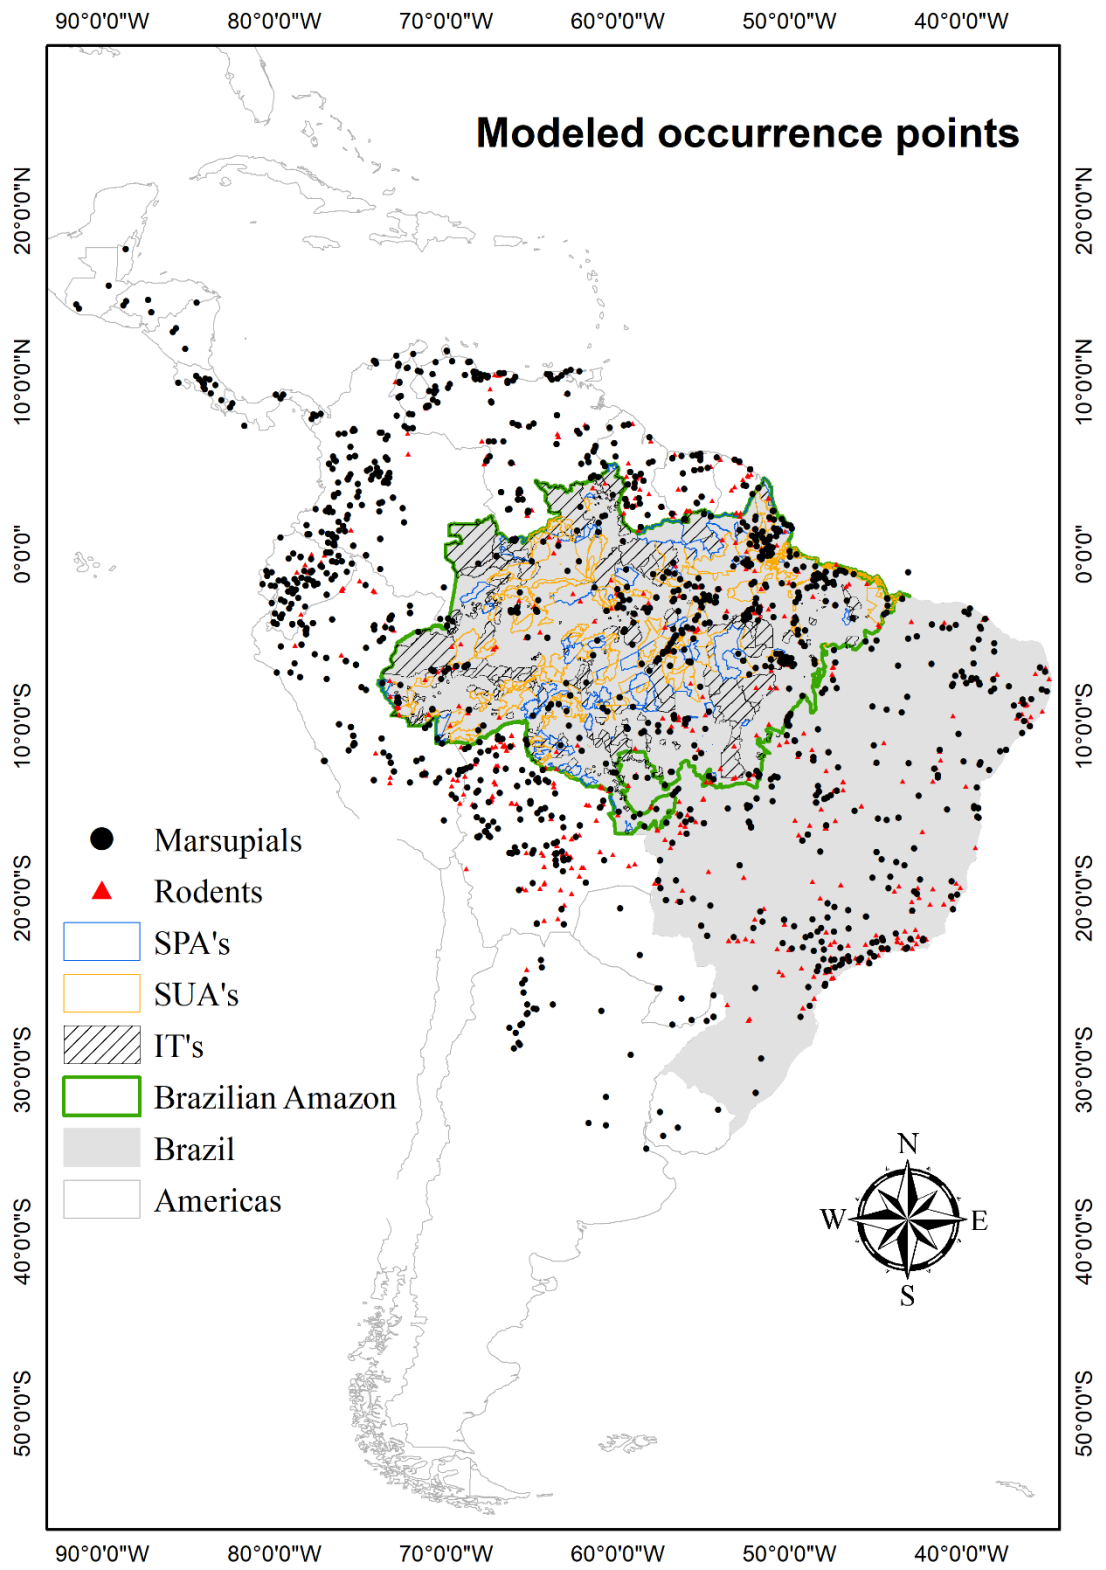 90°0'0"W 80°0'0"W 70°0'0"W 60°0'0"W 50°0'0"W 40°0'0"W
Modeled occurrence points
20°0'0"N
10°0'0"N
0°0'0"
10°0'0"S
20°0'0"S
30°0'0"S
40°0'0"S
50°0'0"S
20°0'0"N
10°0'0"N
0°0'0"
10°0'0"S
20°0'0"S
30°0'0"S
40°0'0"S
50°0'0"S
Marsupials
Rodents
SPA's
SUA's
IT's
Brazilian Amazon
Brazil
Americas
N
W E
S
90°0'0"W 80°0'0"W 70°0'0"W 60°0'0"W 50°0'0"W 40°0'0"W